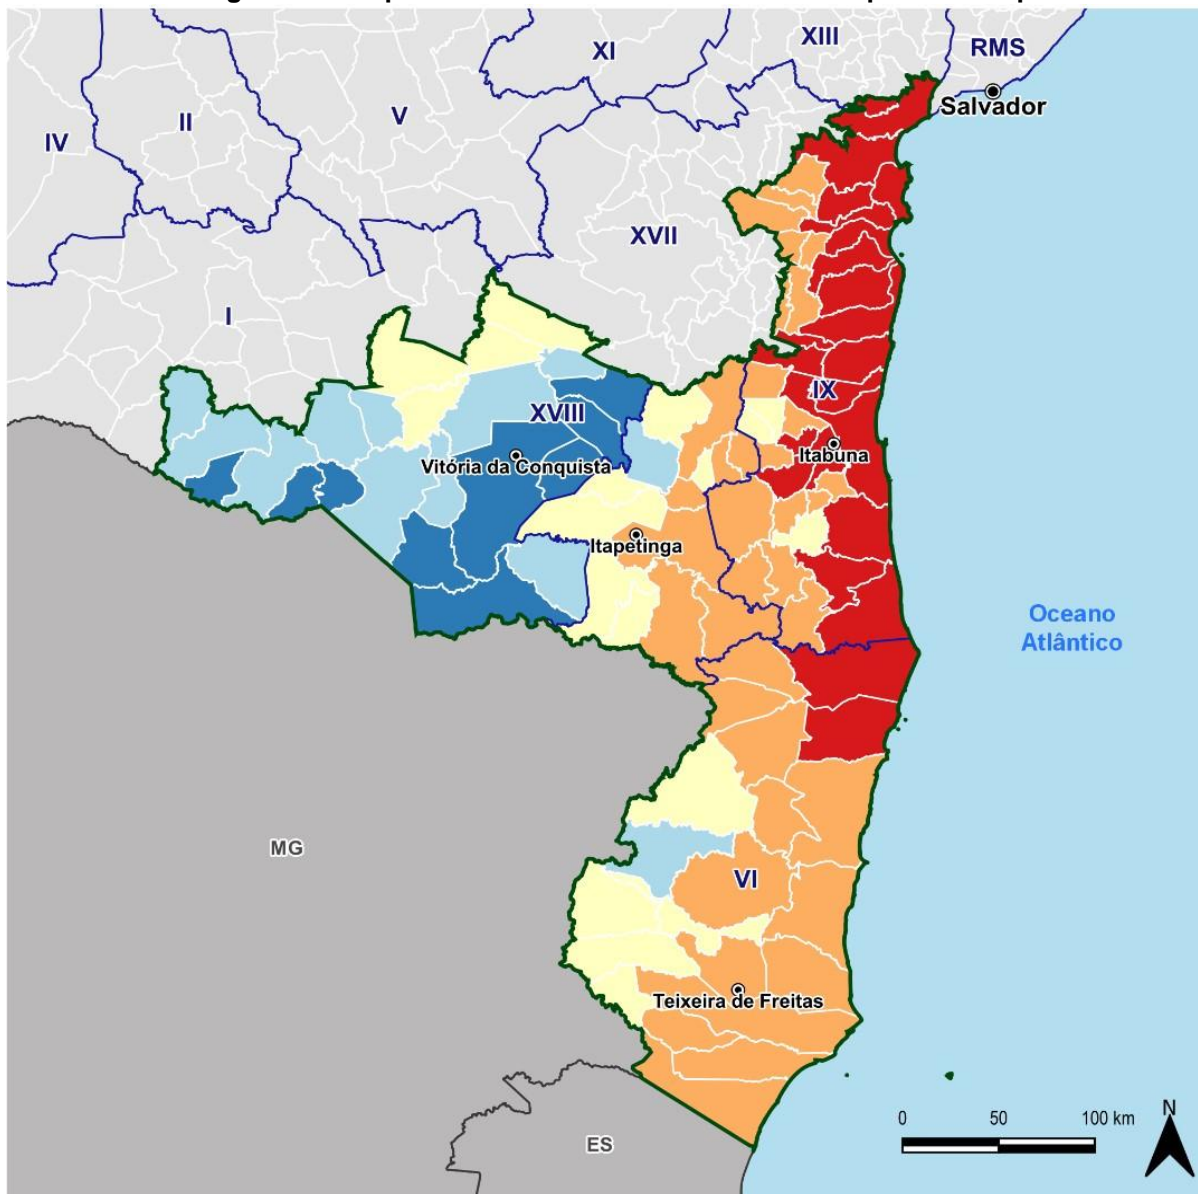 XIII
XI
RMS
Salvador
II
V
IV
XVII
I
IX
XVIII
Itabuna
Vitória da Conquista
Itapetinga
Oceano
Atlântico
MG
VI
Teixeira de Freitas
0 50 100 km
N
ES